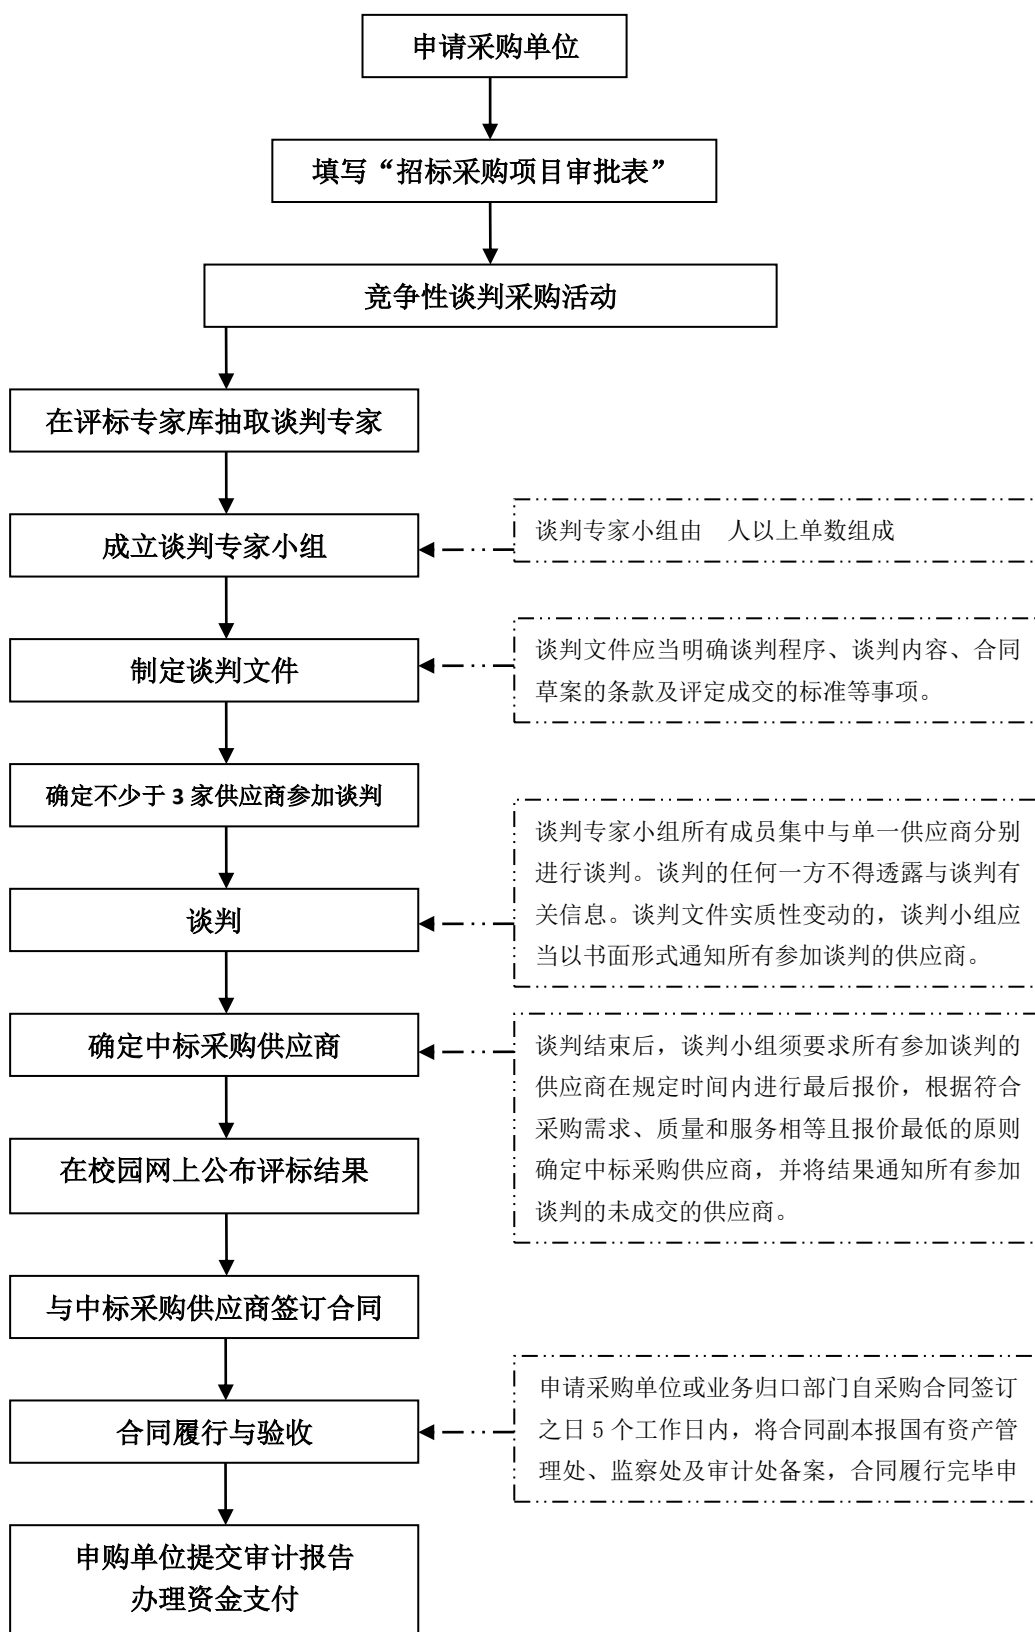 申请采购单位
填写“招标采购项目审批表”
竞争性谈判采购活动
在评标专家库抽取谈判专家
成立谈判专家小组
谈判专家小组由 人以上单数组成
制定谈判文件
谈判文件应当明确谈判程序、谈判内容、合同
草案的条款及评定成交的标准等事项。
确定不少于 3 家供应商参加谈判
谈判
谈判专家小组所有成员集中与单一供应商分别
进行谈判。谈判的任何一方不得透露与谈判有
关信息。谈判文件实质性变动的，谈判小组应
当以书面形式通知所有参加谈判的供应商。
确定中标采购供应商
谈判结束后，谈判小组须要求所有参加谈判的
供应商在规定时间内进行最后报价，根据符合
采购需求、质量和服务相等且报价最低的原则
确定中标采购供应商，并将结果通知所有参加
谈判的未成交的供应商。
在校园网上公布评标结果
与中标采购供应商签订合同
合同履行与验收
申请采购单位或业务归口部门自采购合同签订
之日 5 个工作日内，将合同副本报国有资产管
理处、监察处及审计处备案，合同履行完毕申
申购单位提交审计报告
办理资金支付